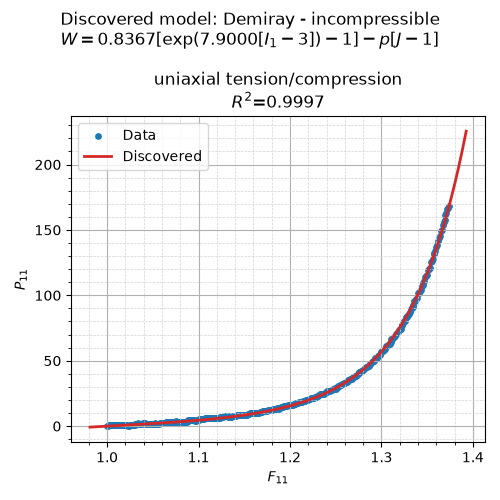 Discovered model: Demiray - incompressible
W = 0.8367[exp(7.9000[I₁ − 3]) − 1] − p[J − 1]
uniaxial tension/compression
R²=0.9997
Data
Discovered
200
150
100
50
0
P₁₁
1.0 1.1 1.2 1.3 1.4
F₁₁